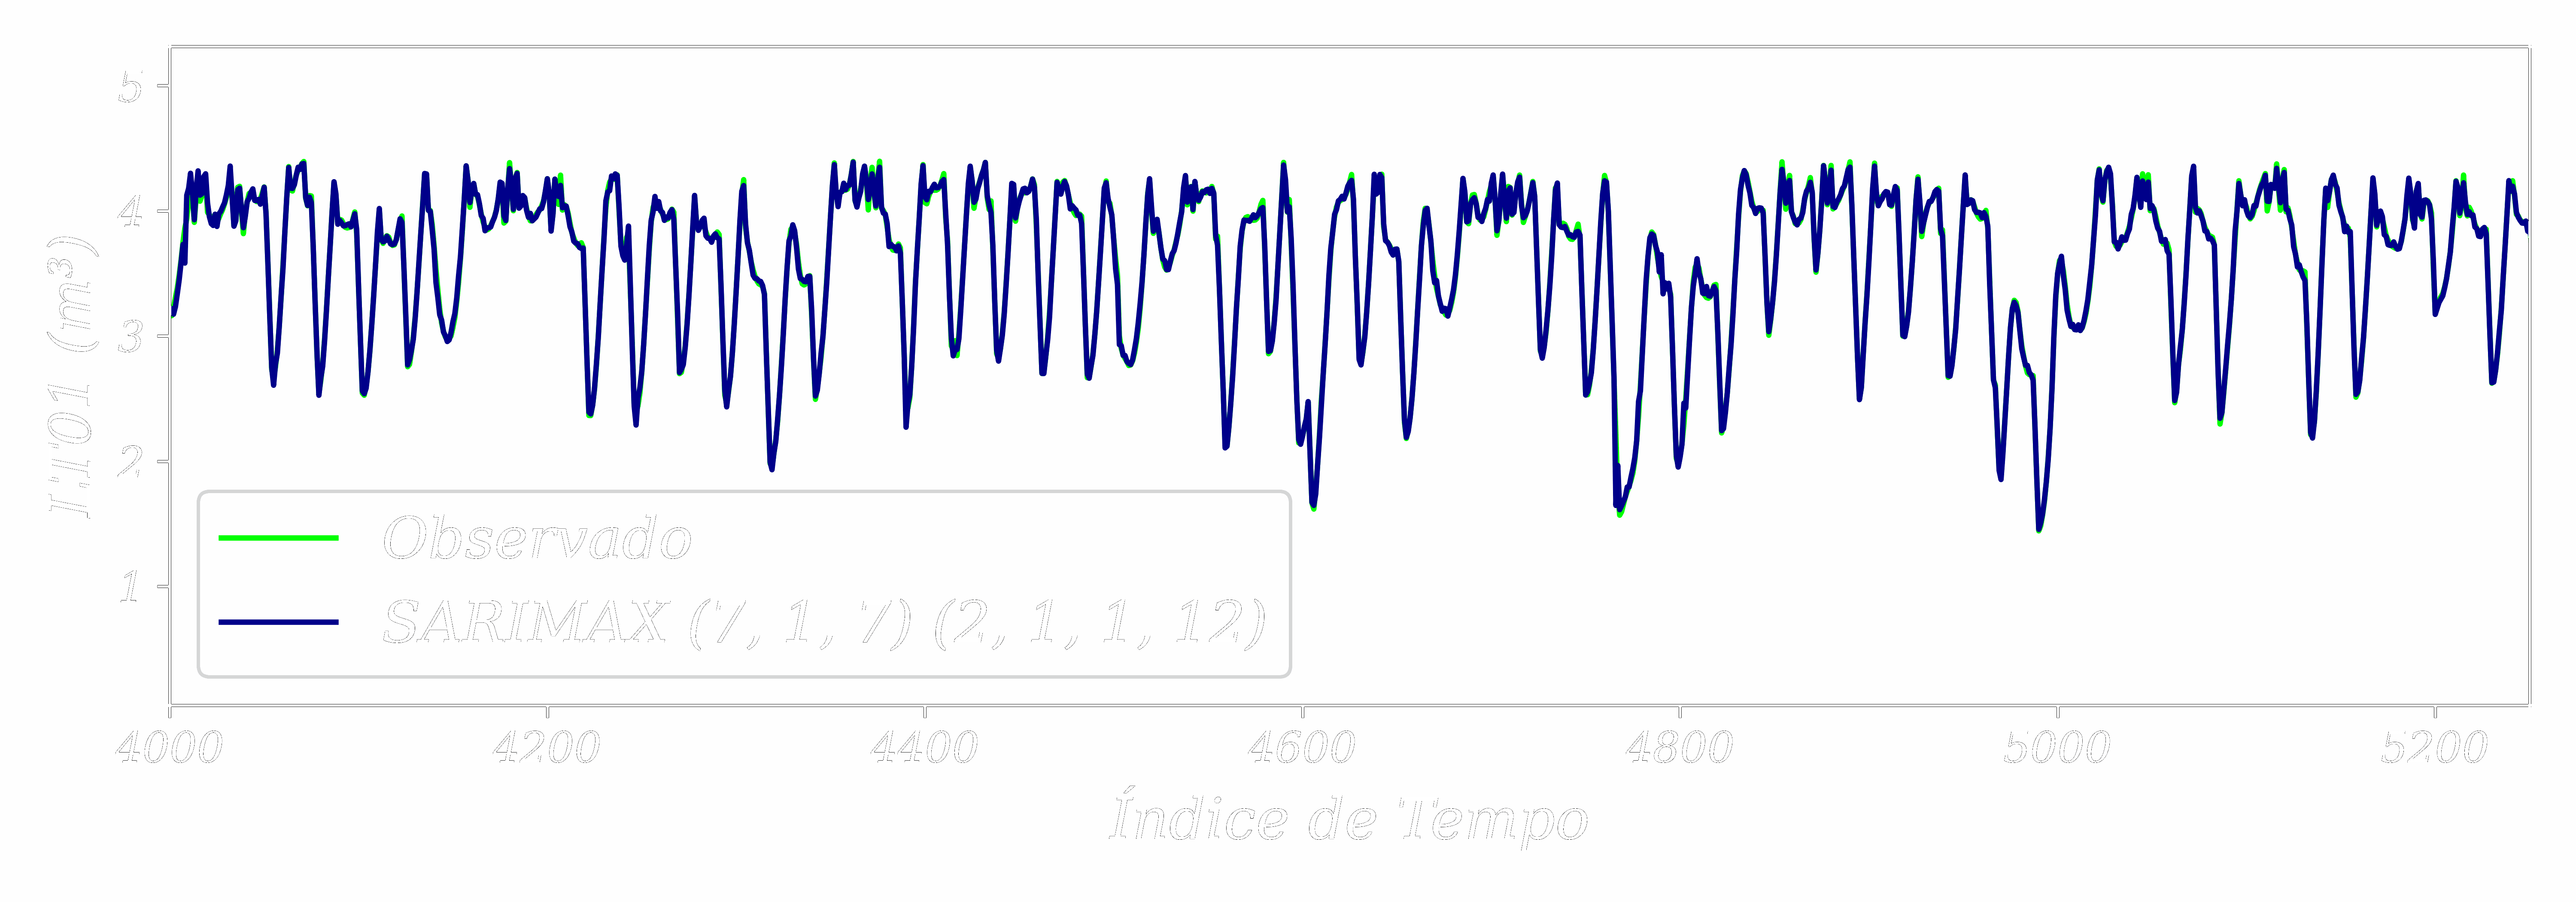 5
4
3
2
1
LIT01 (m³)
Observado
SARIMAX (7, 1, 7) (2, 1, 1, 12)
4000 4200 4400 4600 4800 5000 5200
Índice de Tempo